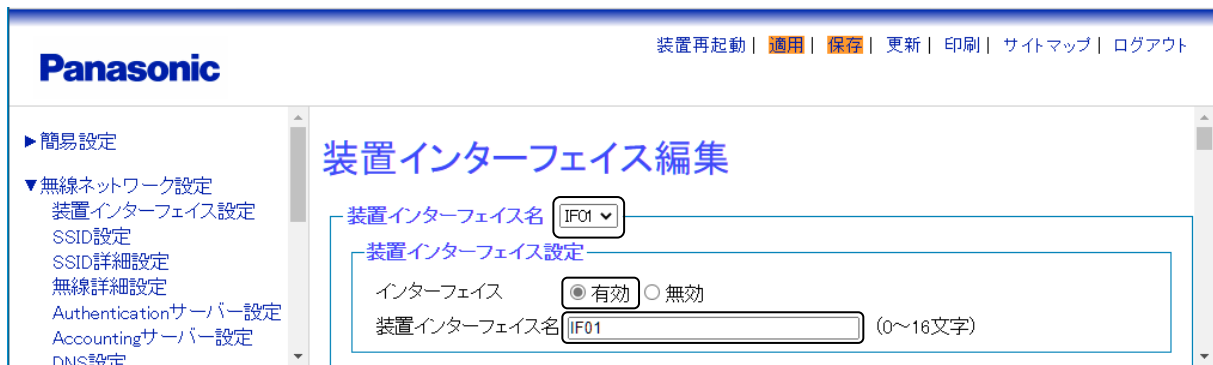 装置再起動 | 適用 | 保存 | 更新 | 印刷 | サイトマップ | ログアウト
Panasonic
▶簡易設定
▼無線ネットワーク設定
装置インターフェイス設定
SSID設定
SSID詳細設定
無線詳細設定
Authenticationサーバー設定
Accountingサーバー設定
DNS設定
装置インターフェイス編集
装置インターフェイス名 IF01
装置インターフェイス設定
インターフェイス 有効 無効
装置インターフェイス名 IF01 (0～16文字)